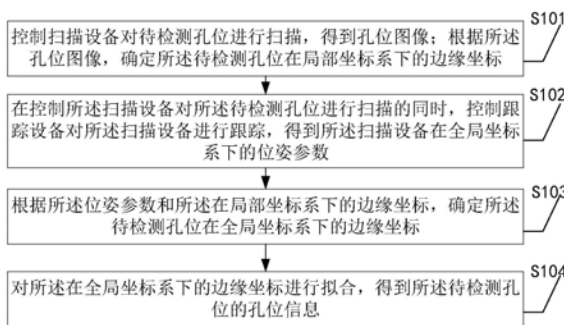 S101
控制扫描设备对待检测孔位进行扫描，得到孔位图像；根据所述
孔位图像，确定所述待检测孔位在局部坐标系下的边缘坐标
S102
在控制所述扫描设备对所述待检测孔位进行扫描的同时，控制跟
踪设备对所述扫描设备进行跟踪，得到所述扫描设备在全局坐标
系下的位姿参数
S103
根据所述位姿参数和所述在局部坐标系下的边缘坐标，确定所述
待检测孔位在全局坐标系下的边缘坐标
S104
对所述在全局坐标系下的边缘坐标进行拟合，得到所述待检测孔
位的孔位信息